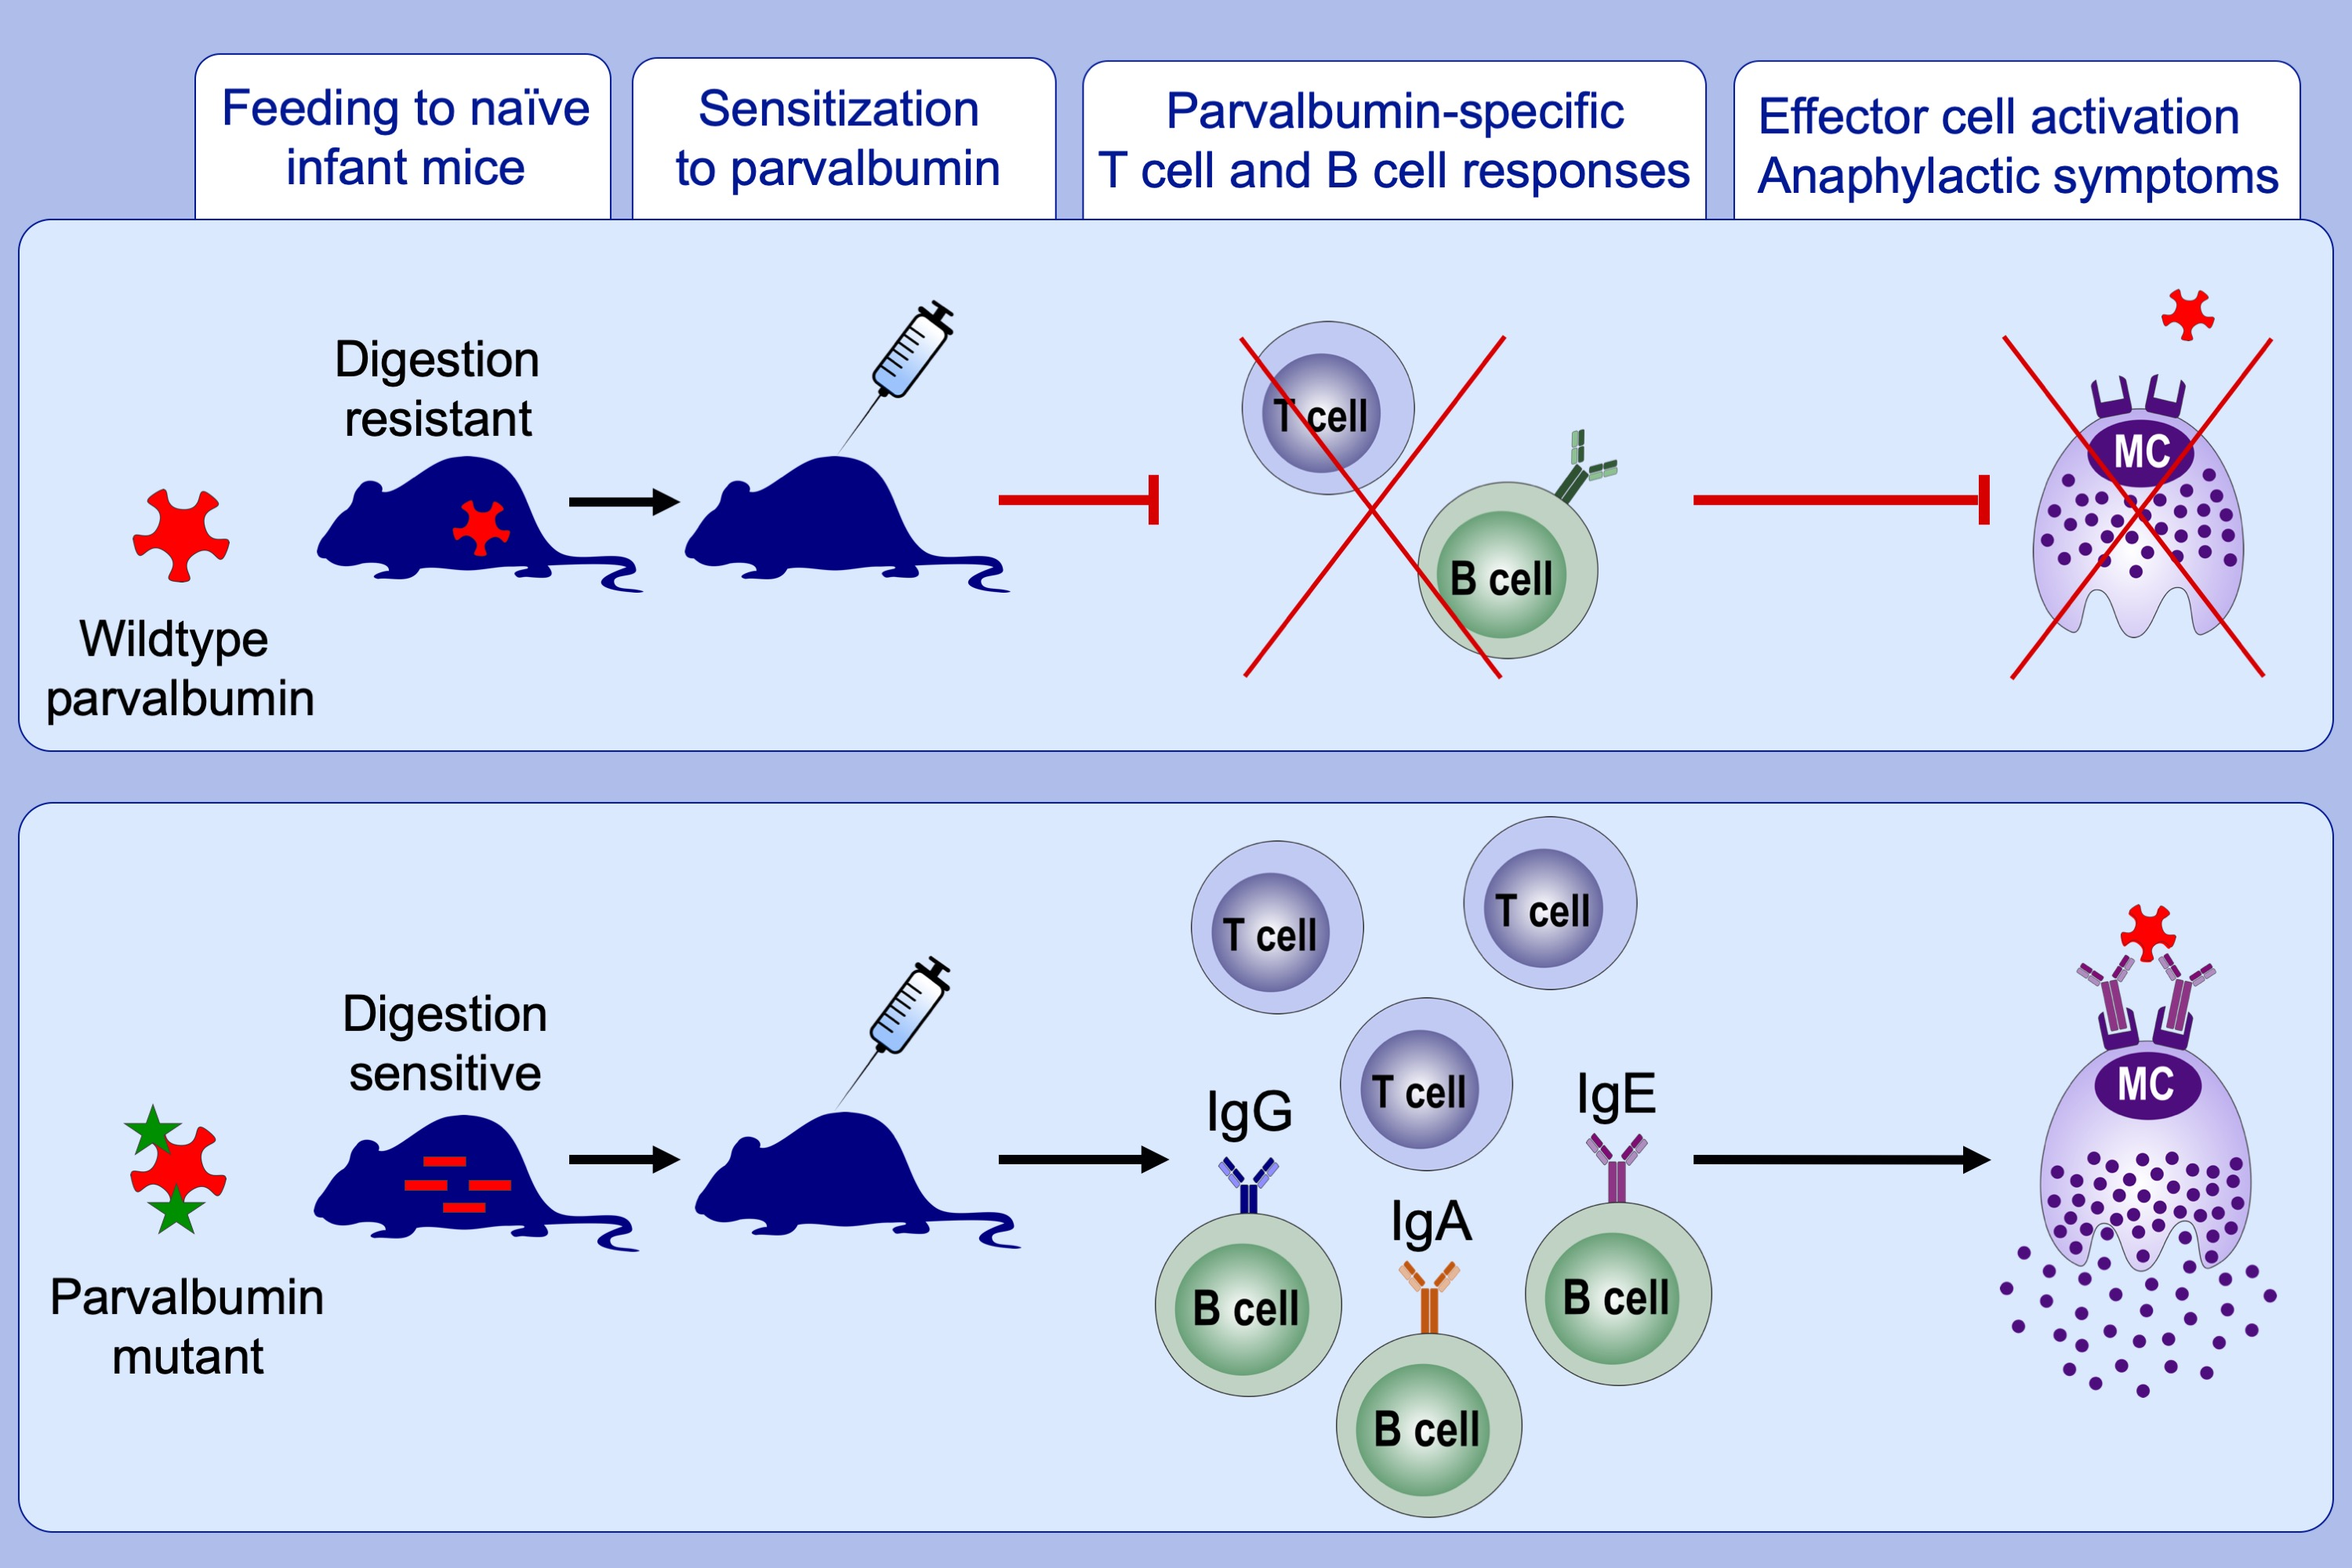 Feeding to naïve
infant mice
Sensitization
to parvalbumin
Parvalbumin-specific
T cell and B cell responses
Effector cell activation
Anaphylactic symptoms
Digestion
resistant
Wildtype
parvalbumin
T cell
B cell
MC
Digestion
sensitive
Parvalbumin
mutant
T cell
T cell
T cell
IgG
IgE
IgA
B cell
B cell
B cell
MC